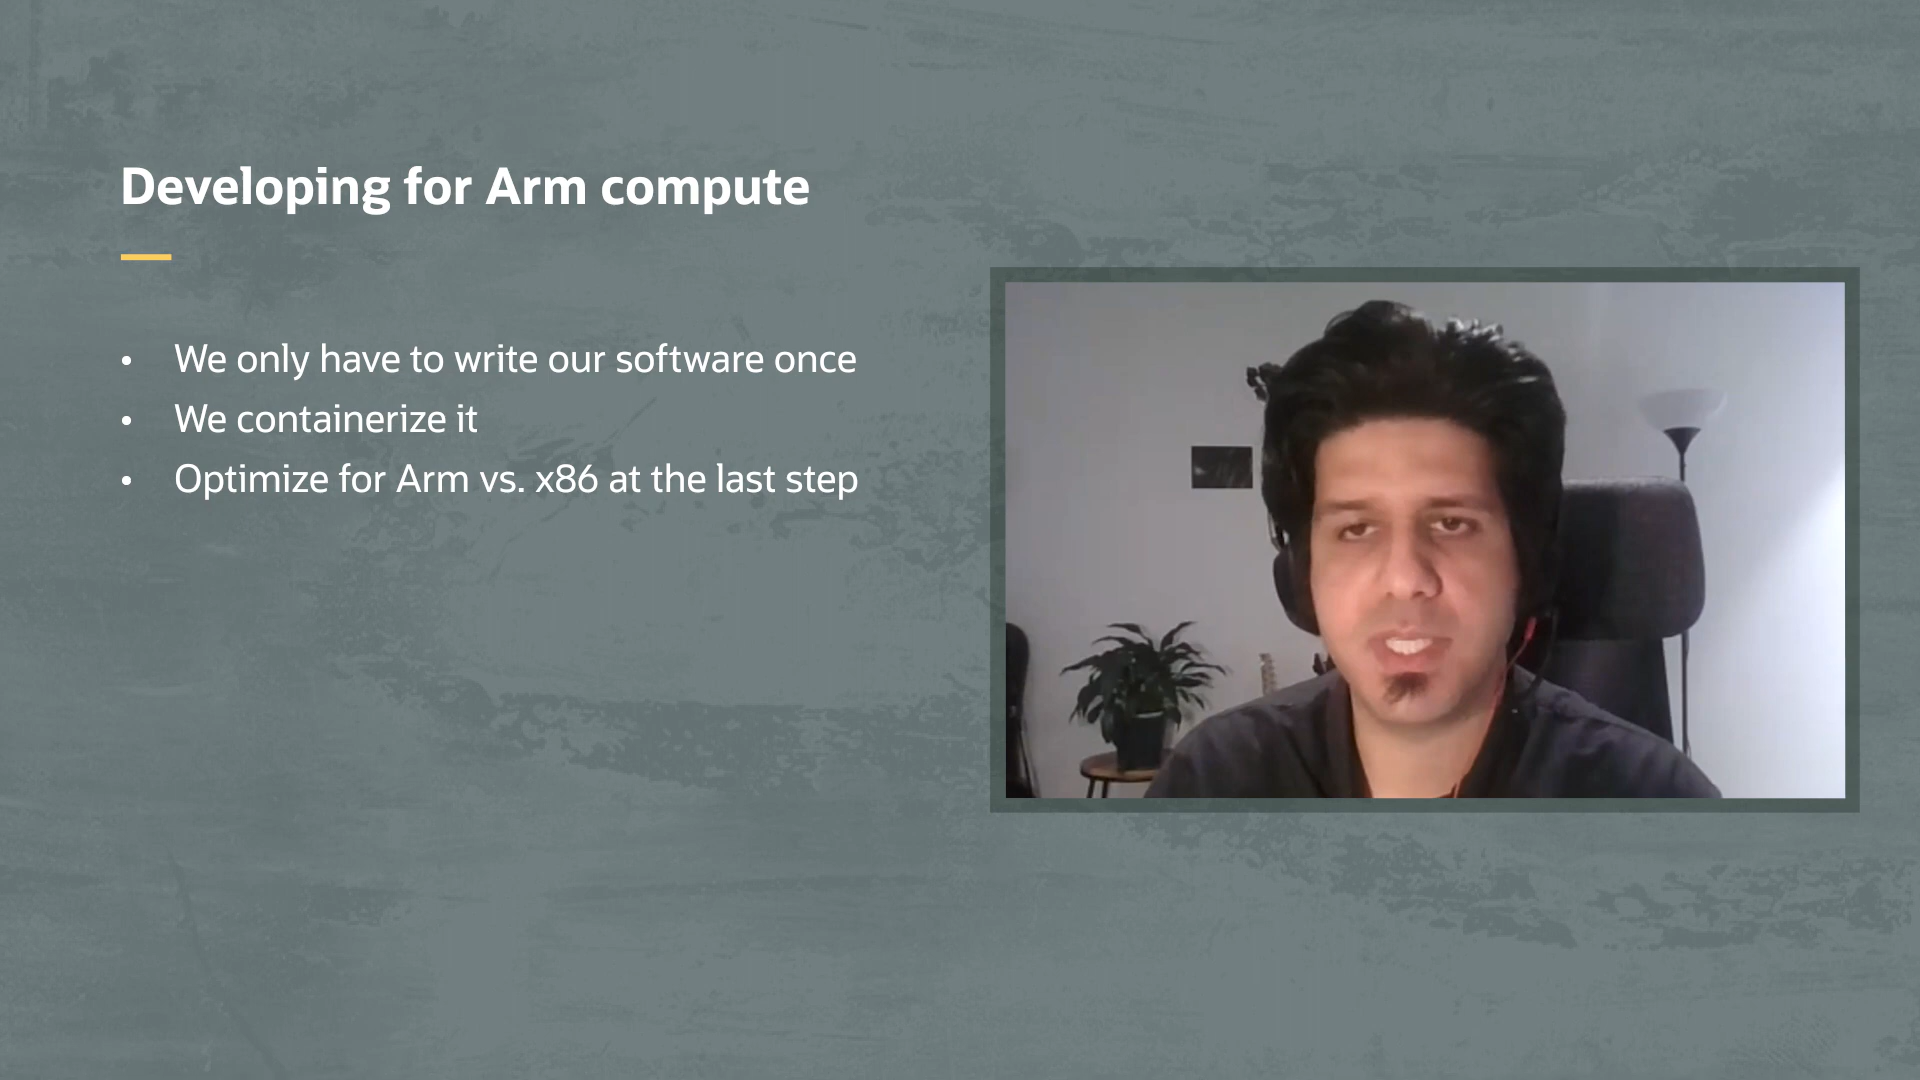 Developing for Arm compute
• We only have to write our software once
• We containerize it
• Optimize for Arm vs. x86 at the last step